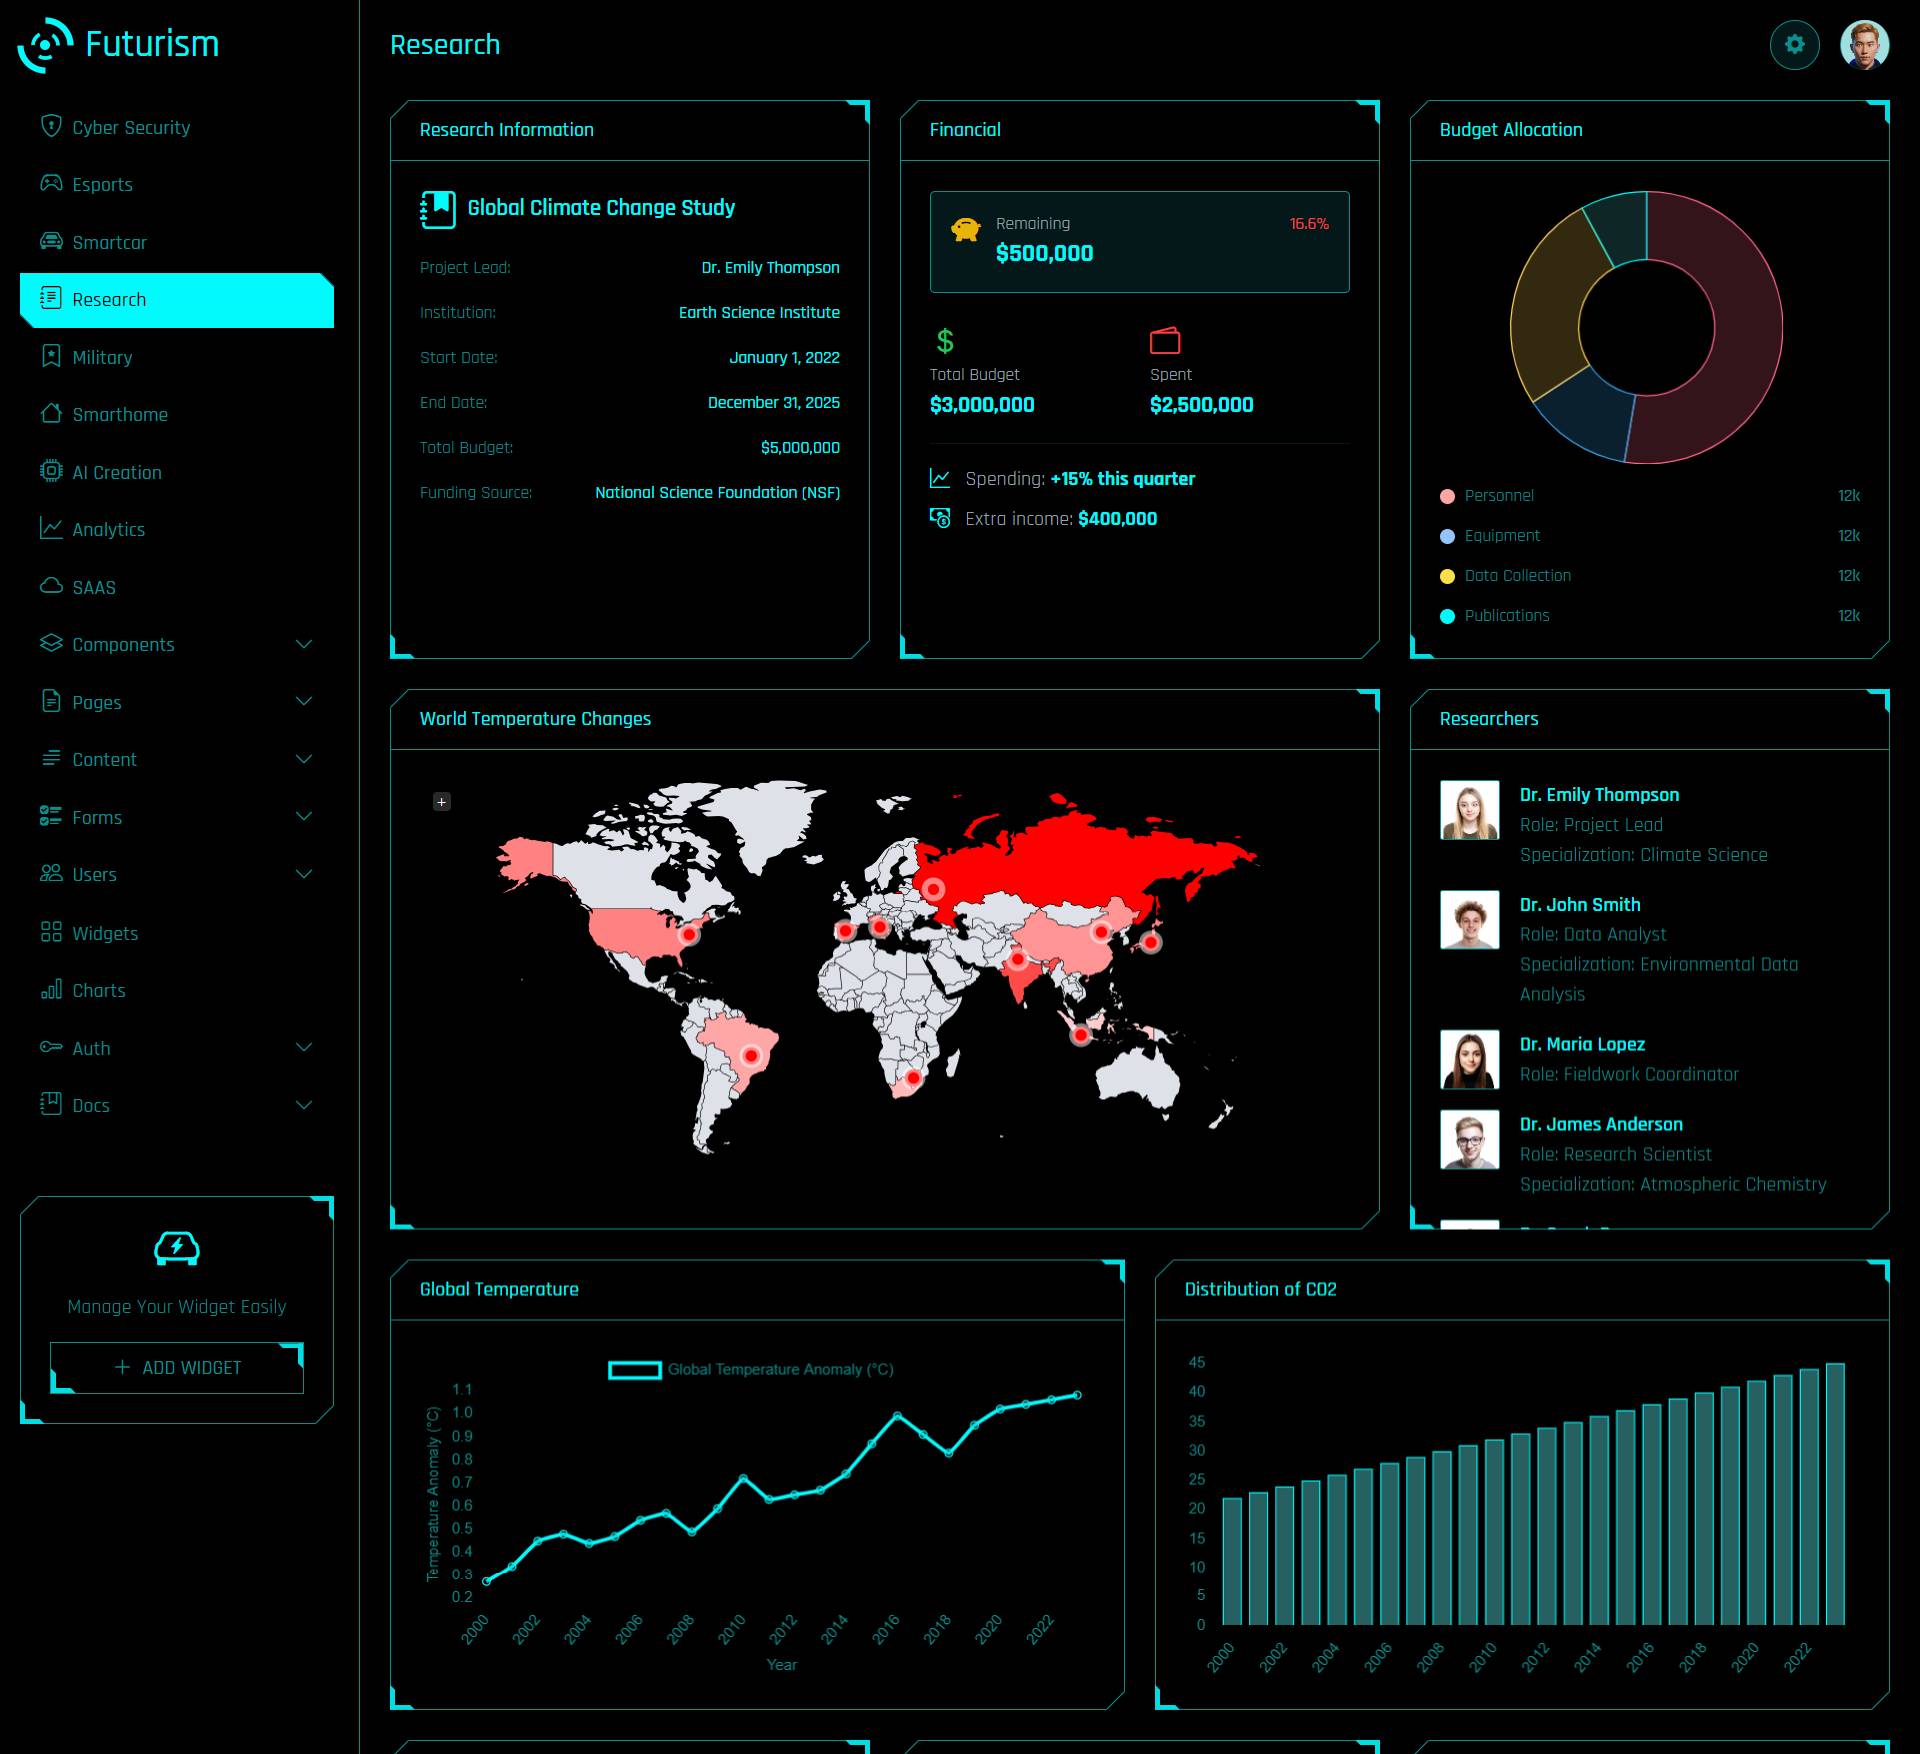 Futurism
Cyber Security
Esports
Smartcar
Research
Military
Smarthome
AI Creation
Analytics
SAAS
Components
Pages
Content
Forms
Users
Widgets
Charts
Auth
Docs
Manage Your Widget Easily
+ ADD WIDGET
Research
Research Information
Global Climate Change Study
Project Lead: Dr. Emily Thompson
Institution: Earth Science Institute
Start Date: January 1, 2022
End Date: December 31, 2025
Total Budget: $5,000,000
Funding Source: National Science Foundation (NSF)
Financial
Remaining 16.6%
$500,000
Total Budget
$3,000,000
Spent
$2,500,000
Spending: +15% this quarter
Extra income: $400,000
Budget Allocation
Personnel 12k
Equipment 12k
Data Collection 12k
Publications 12k
World Temperature Changes
+
Researchers
Dr. Emily Thompson
Role: Project Lead
Specialization: Climate Science
Dr. John Smith
Role: Data Analyst
Specialization: Environmental Data
Analysis
Dr. Maria Lopez
Role: Fieldwork Coordinator
Dr. James Anderson
Role: Research Scientist
Specialization: Atmospheric Chemistry
Global Temperature
Global Temperature Anomaly (°C)
Temperature Anomaly (°C)
1.1
1.0
0.9
0.8
0.7
0.6
0.5
0.4
0.3
0.2
2000 2002 2004 2006 2008 2010 2012 2014 2016 2018 2020 2022
Year
Distribution of CO2
45
40
35
30
25
20
15
10
5
0
2000 2002 2004 2006 2008 2010 2012 2014 2016 2018 2020 2022